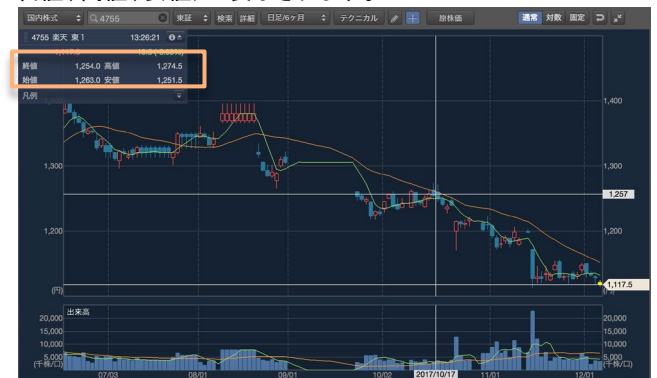 国内株式 4755 東証 検索 詳細 日足/6ヶ月 テクニカル 原株価 通常 対数 固定
4755 楽天 東1 13:26:21
終値 1,254.0 高値 1,274.5
始値 1,263.0 安値 1,251.5
凡例
1,400
1,300 1,300
1,257
1,200 1,200
1,117.5
(円)
出来高
20,000 20,000
15,000 15,000
10,000 10,000
5,000 5,000
(千株/口) (千株/口)
07/03 08/01 09/01 10/02 2017/10/17 11/01 12/01